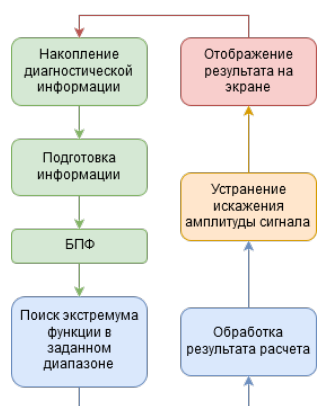 Накопление
диагностической
информации
Подготовка
информации
БПФ
Поиск экстремума
функции в
заданном
диапазоне
Отображение
результата на
экране
Устранение
искажения
амплитуды сигнала
Обработка
результата расчета